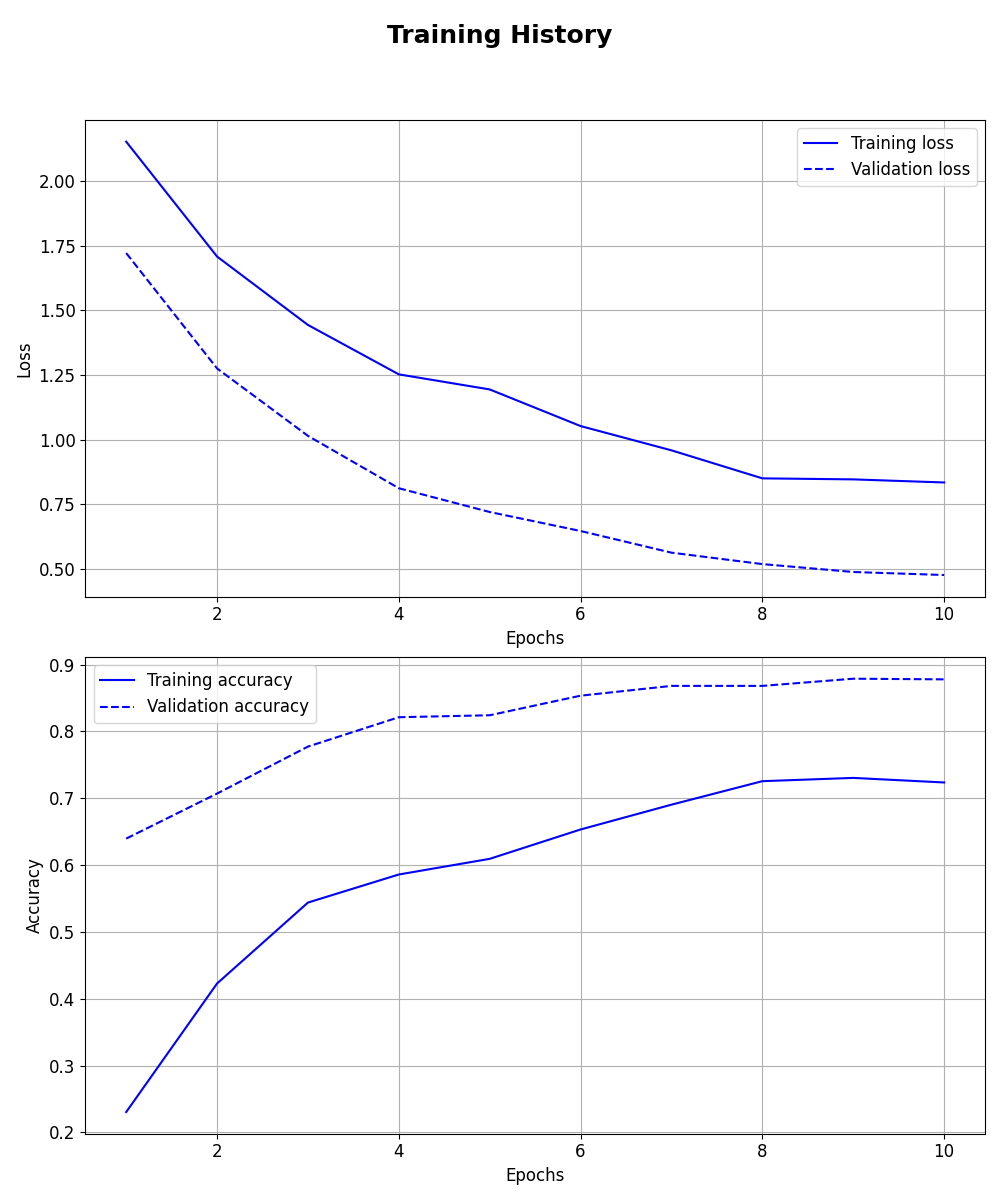 Training History
Training loss
Validation loss
2.00
1.75
1.50
1.25
1.00
0.75
0.50
Loss
2 4 6 8 10
Epochs
Training accuracy
Validation accuracy
0.9
0.8
0.7
0.6
0.5
0.4
0.3
0.2
Accuracy
2 4 6 8 10
Epochs